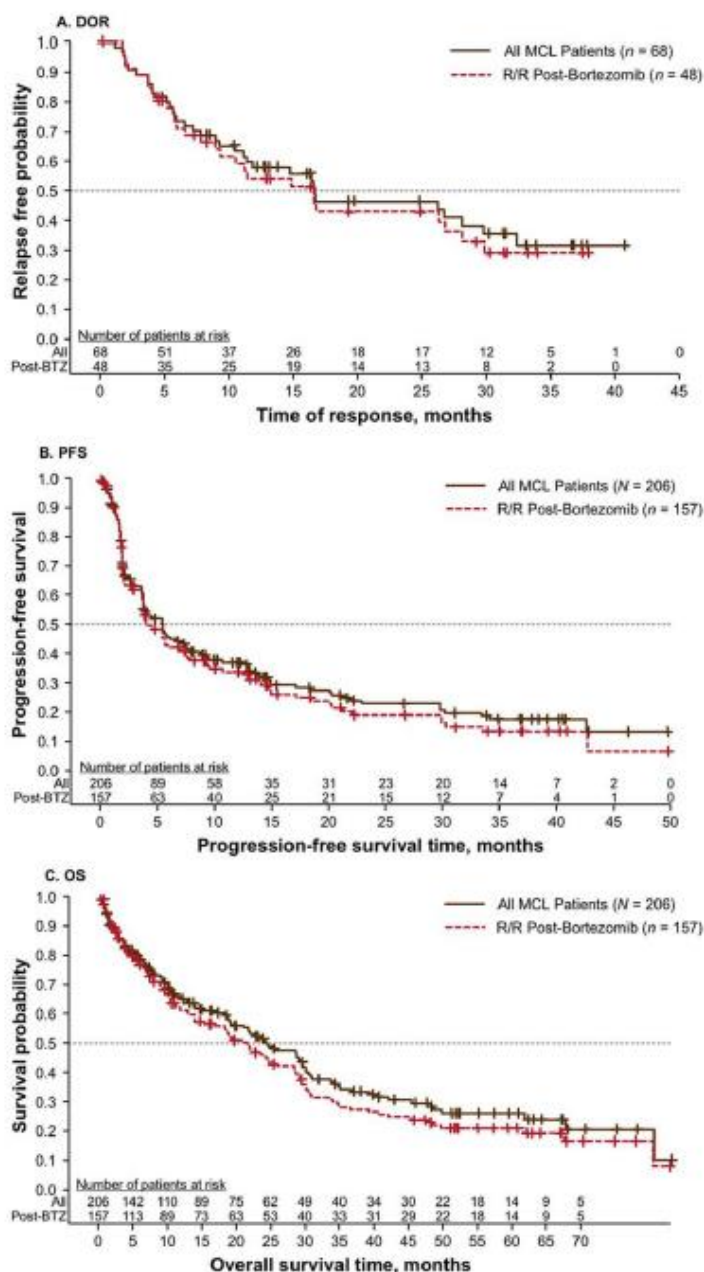 A. DOR
All MCL Patients (n = 68)
R/R Post-Bortezomib (n = 48)
Relapse free probability
1.0
0.9
0.8
0.7
0.6
0.5
0.4
0.3
0.2
0.1
0.0
Number of patients at risk
All 68 51 37 26 18 17 12 5 1 0
Post-BTZ 48 35 25 19 14 13 8 2 0
0 5 10 15 20 25 30 35 40 45
Time of response, months
B. PFS
All MCL Patients (N = 206)
R/R Post-Bortezomib (n = 157)
Progression-free survival
1.0
0.9
0.8
0.7
0.6
0.5
0.4
0.3
0.2
0.1
0.0
Number of patients at risk
All 206 89 58 35 31 23 20 14 7 2 0
Post-BTZ 157 63 40 25 21 15 12 7 4 1 0
0 5 10 15 20 25 30 35 40 45 50
Progression-free survival time, months
C. OS
All MCL Patients (N = 206)
R/R Post-Bortezomib (n = 157)
Survival probability
1.0
0.9
0.8
0.7
0.6
0.5
0.4
0.3
0.2
0.1
0.0
Number of patients at risk
All 206 142 110 89 75 62 49 40 34 30 22 18 14 9 5
Post-BTZ 157 113 89 73 63 53 40 33 31 29 22 18 14 9 5
0 5 10 15 20 25 30 35 40 45 50 55 60 65 70
Overall survival time, months